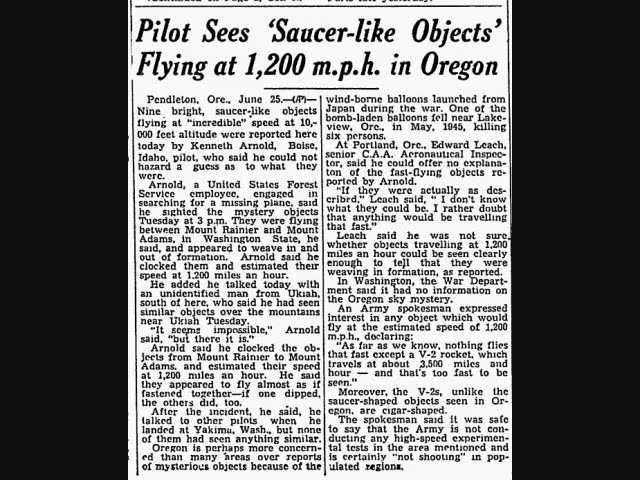 Pilot Sees 'Saucer-like Objects'
Flying at 1,200 m.p.h. in Oregon
Pendleton, Ore., June 25.—(AP)—
Nine bright, saucer-like objects
flying at "incredible" speed at 10,-
000 feet altitude were reported here
today by Kenneth Arnold, Boise,
Idaho, pilot, who said he could not
hazard a guess as to what they
were.
Arnold, a United States Forest
Service employee, engaged in
searching for a missing plane, said
he sighted the mystery objects
Tuesday at 3 p.m. They were flying
between Mount Rainier and Mount
Adams, in Washington State, he
said, and appeared to weave in and
out of formation. Arnold said he
clocked them and estimated their
speed at 1,200 miles an hour.
He added he talked today with
an unidentified man from Ukiah,
south of here, who said he had seen
similar objects over the mountains
near Ukiah Tuesday.
"It seems impossible," Arnold
said, "but there it is."
Arnold said he clocked the ob-
jects from Mount Rainier to Mount
Adams, and estimated their speed
at 1,200 miles an hour. He said
they appeared to fly almost as if
fastened together—if one dipped,
the others did, too.
After the incident, he said, he
talked to other pilots when he
landed at Yakima, Wash., but none
of them had seen anything similar.
Oregon is perhaps more concern-
ed than many areas over reports
of mysterious objects because of the
wind-borne balloons launched from
Japan during the war. One of the
bomb-laden balloons fell near Lake-
view, Ore., in May, 1945, killing
six persons.
At Portland, Ore., Edward Leach,
senior C.A.A. Aeronautical Inspec-
tor, said he could offer no explana-
ton of the fast-flying objects re-
ported by Arnold.
"If they were actually as des-
cribed," Leach said, " I don't know
what they could be. I rather doubt
that anything would be travelling
that fast."
Leach said he was not sure
whether objects travelling at 1,200
miles an hour could be seen clearly
enough to tell that they were
weaving in formation, as reported.
In Washington, the War Depart-
ment said it had no information on
the Oregon sky mystery.
An Army spokesman expressed
interest in any object which would
fly at the estimated speed of 1,200
m.p.h., declaring:
"As far as we know, nothing flies
that fast except a V-2 rocket, which
travels at about 3,500 miles and
hour — and that's too fast to be
seen."
Moreover, the V-2s, unlike the
saucer-shaped objects seen in Or-
egon, are cigar-shaped.
The spokesman said it was safe
to say that the Army is not con-
ducting any high-speed experimen-
tal tests in the area mentioned and
is certainly "not shooting" in pop-
ulated regions.